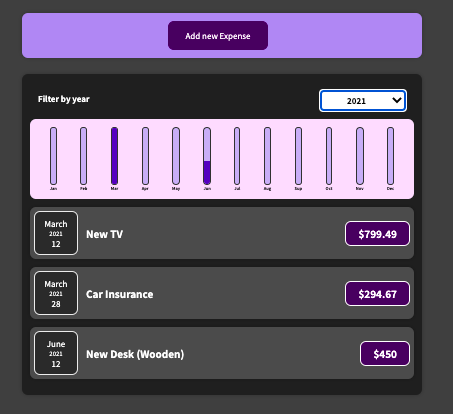 Add new Expense
Filter by year
2021
Jan Feb Mar Apr May Jun Jul Aug Sep Oct Nov Dec
March
2021
12
New TV
$799.49
March
2021
28
Car Insurance
$294.67
June
2021
12
New Desk (Wooden)
$450